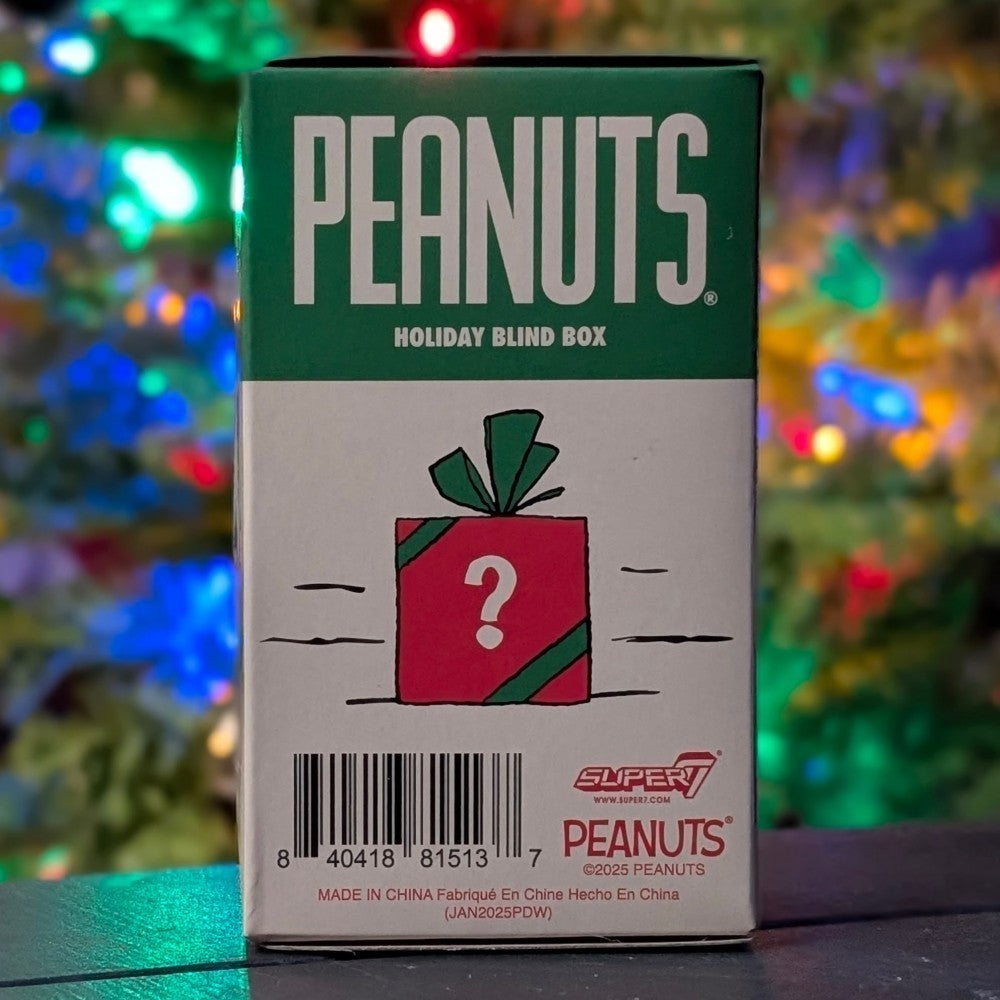 PEANUTS®
HOLIDAY BLIND BOX
?
SUPER7®
WWW.SUPER7.COM
PEANUTS®
©2025 PEANUTS
8 40418 81513 7
MADE IN CHINA Fabriqué En Chine Hecho En China
(JAN2025PDW)